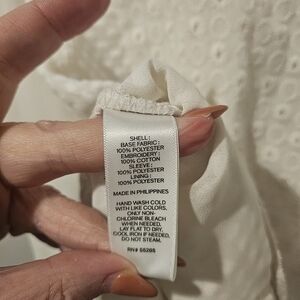 SHELL:
BASE FABRIC:
100% POLYESTER
EMBROIDERY:
100% COTTON
SLEEVE:
100% POLYESTER
LINING:
100% POLYESTER
MADE IN PHILIPPINES
HAND WASH COLD
WITH LIKE COLORS,
ONLY NON-
CHLORINE BLEACH
WHEN NEEDED,
LAY FLAT TO DRY,
COOL IRON IF NEEDED,
DO NOT STEAM.
RN# 55285